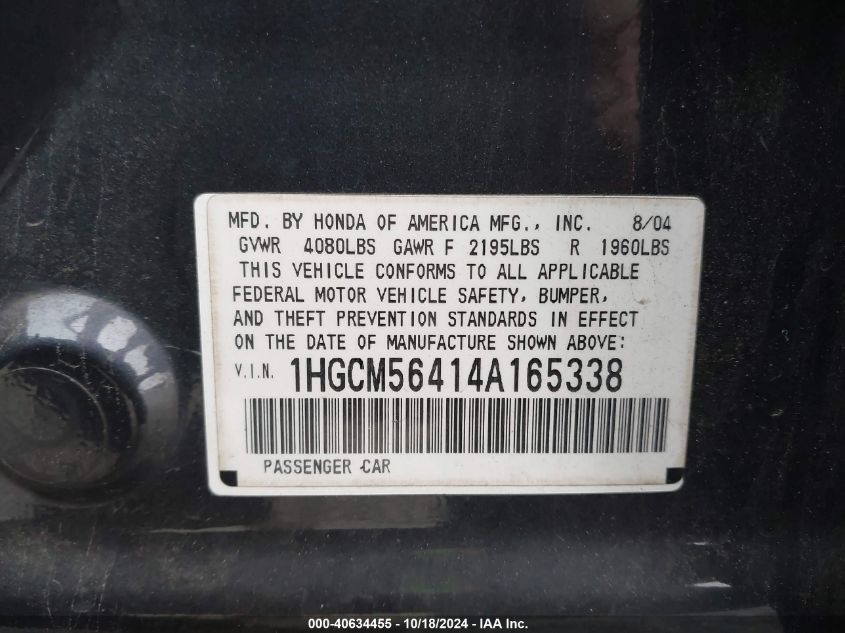 MFD. BY HONDA OF AMERICA MFG., INC. 8/04
GVWR 4080LBS GAWR F 2195LBS R 1960LBS
THIS VEHICLE CONFORMS TO ALL APPLICABLE
FEDERAL MOTOR VEHICLE SAFETY, BUMPER,
AND THEFT PREVENTION STANDARDS IN EFFECT
ON THE DATE OF MANUFACTURE SHOWN ABOVE:
V.I.N. 1HGCM56414A165338
PASSENGER CAR
000-40634455 - 10/18/2024 - IAA Inc.